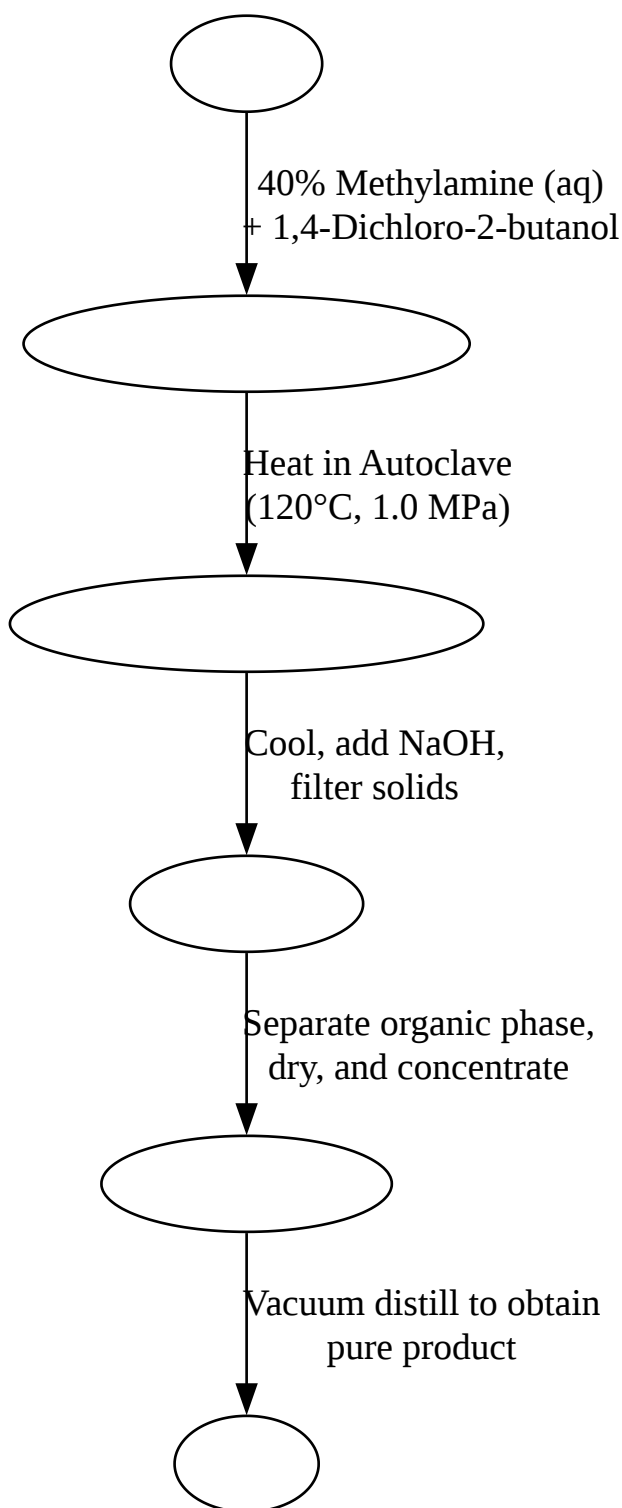 40% Methylamine (aq)
+ 1,4-Dichloro-2-butanol
Heat in Autoclave
(120°C, 1.0 MPa)
Cool, add NaOH,
filter solids
Separate organic phase,
dry, and concentrate
Vacuum distill to obtain
pure product